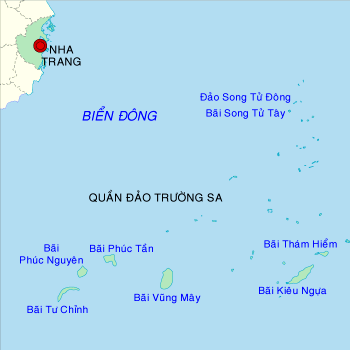 NHA
TRANG
Đảo Song Tử Đông
Bãi Song Tử Tây
BIỂN ĐÔNG
QUẦN ĐẢO TRƯỜNG SA
Bãi
Phúc Nguyên
Bãi Phúc Tần
Bãi Thám Hiểm
Bãi Tư Chỉnh
Bãi Vũng Mây
Bãi Kiêu Ngựa